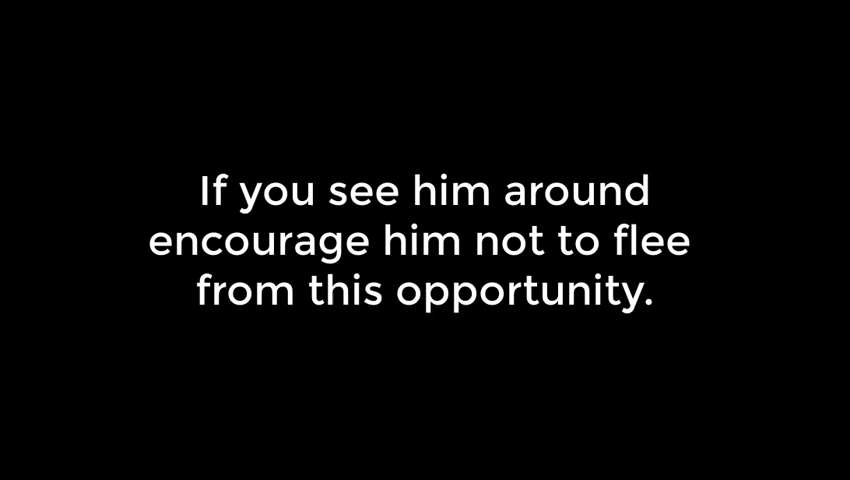 If you see him around
encourage him not to flee
from this opportunity.